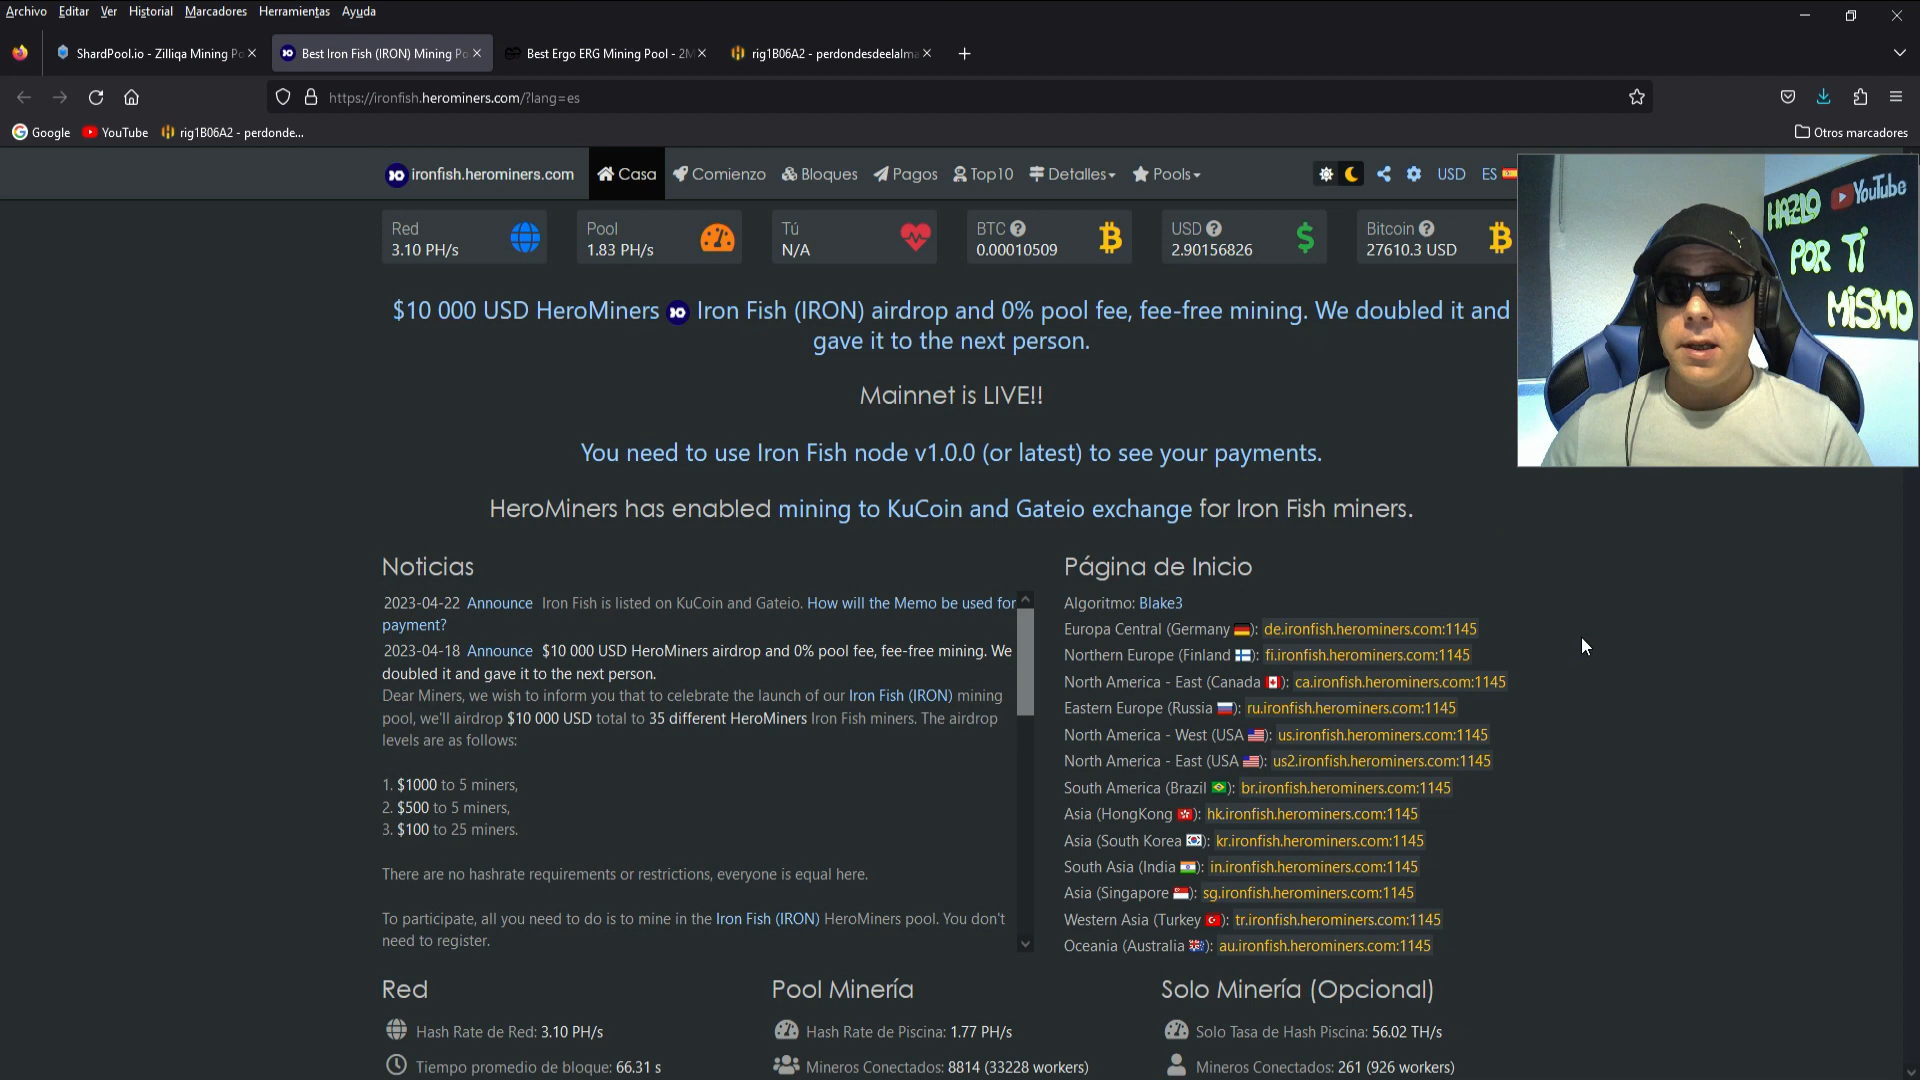 Archivo Editar Ver Historial Marcadores Herramientas Ayuda
ShardPool.io - Zilliqa Mining Po
Best Iron Fish (IRON) Mining Po
Best Ergo ERG Mining Pool - 2M
rig1B06A2 - perdondesdeelalma
https://ironfish.herominers.com/?lang=es
Google YouTube rig1B06A2 - perdonde...
Otros marcadores
ironfish.herominers.com Casa Comienzo Bloques Pagos Top10 Detalles Pools USD ES
Red
3.10 PH/s
Pool
1.83 PH/s
Tú
N/A
BTC
0.00010509
USD
2.90156826
Bitcoin
27610.3 USD
YouTube
HAZLO
POR TI
MISMO
$10 000 USD HeroMiners Iron Fish (IRON) airdrop and 0% pool fee, fee-free mining. We doubled it and
gave it to the next person.
Mainnet is LIVE!!
You need to use Iron Fish node v1.0.0 (or latest) to see your payments.
HeroMiners has enabled mining to KuCoin and Gateio exchange for Iron Fish miners.
Noticias
2023-04-22 Announce Iron Fish is listed on KuCoin and Gateio. How will the Memo be used for
payment?
2023-04-18 Announce $10 000 USD HeroMiners airdrop and 0% pool fee, fee-free mining. We
doubled it and gave it to the next person.
Dear Miners, we wish to inform you that to celebrate the launch of our Iron Fish (IRON) mining
pool, we'll airdrop $10 000 USD total to 35 different HeroMiners Iron Fish miners. The airdrop
levels are as follows:
1. $1000 to 5 miners,
2. $500 to 5 miners,
3. $100 to 25 miners.
There are no hashrate requirements or restrictions, everyone is equal here.
To participate, all you need to do is to mine in the Iron Fish (IRON) HeroMiners pool. You don't
need to register.
Página de Inicio
Algoritmo: Blake3
Europa Central (Germany ): de.ironfish.herominers.com:1145
Northern Europe (Finland ): fi.ironfish.herominers.com:1145
North America - East (Canada ): ca.ironfish.herominers.com:1145
Eastern Europe (Russia ): ru.ironfish.herominers.com:1145
North America - West (USA ): us.ironfish.herominers.com:1145
North America - East (USA ): us2.ironfish.herominers.com:1145
South America (Brazil ): br.ironfish.herominers.com:1145
Asia (HongKong ): hk.ironfish.herominers.com:1145
Asia (South Korea ): kr.ironfish.herominers.com:1145
South Asia (India ): in.ironfish.herominers.com:1145
Asia (Singapore ): sg.ironfish.herominers.com:1145
Western Asia (Turkey ): tr.ironfish.herominers.com:1145
Oceania (Australia ): au.ironfish.herominers.com:1145
Red
Hash Rate de Red: 3.10 PH/s
Tiempo promedio de bloque: 66.31 s
Pool Minería
Hash Rate de Piscina: 1.77 PH/s
Mineros Conectados: 8814 (33228 workers)
Solo Minería (Opcional)
Solo Tasa de Hash Piscina: 56.02 TH/s
Mineros Conectados: 261 (926 workers)